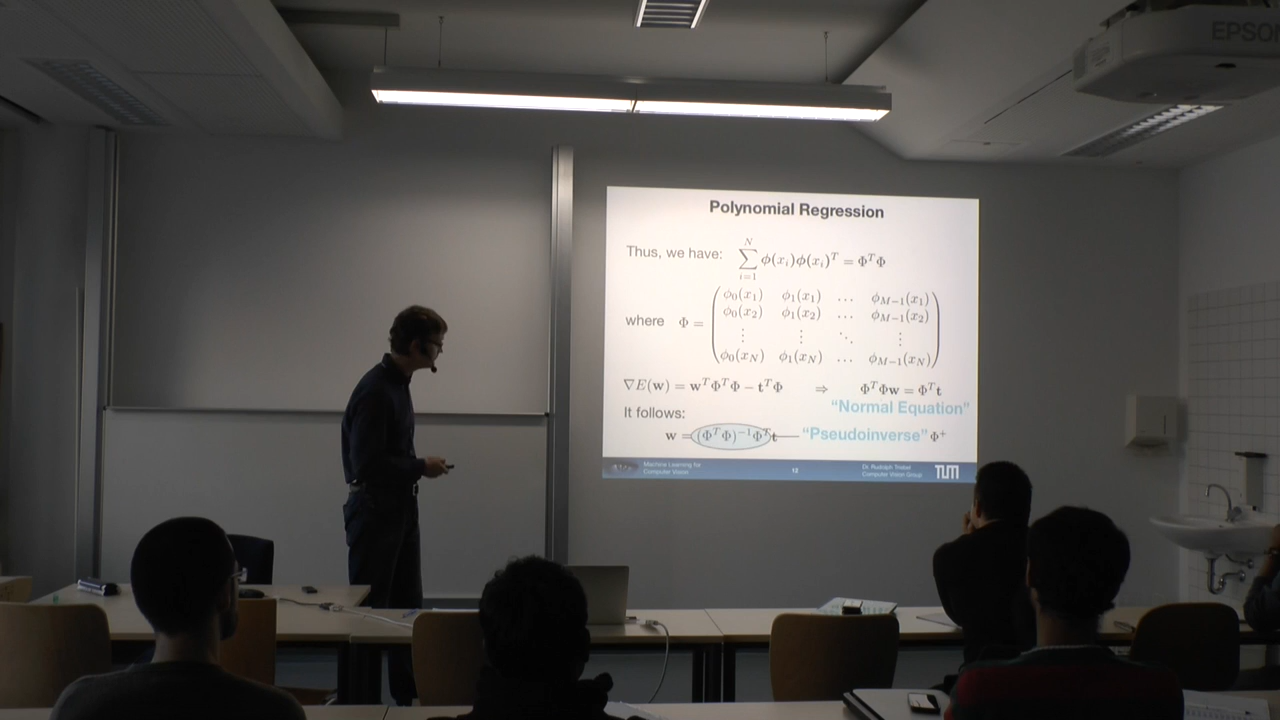 EPSON
Polynomial Regression
Thus, we have: $\sum_{i=1}^{N} \phi(x_i)\phi(x_i)^T = \Phi^T\Phi$
where $\Phi = \begin{pmatrix} \phi_0(x_1) & \phi_1(x_1) & \dots & \phi_{M-1}(x_1) \\ \phi_0(x_2) & \phi_1(x_2) & \dots & \phi_{M-1}(x_2) \\ \vdots & \vdots & \ddots & \vdots \\ \phi_0(x_N) & \phi_1(x_N) & \dots & \phi_{M-1}(x_N) \end{pmatrix}$
$\nabla E(\mathbf{w}) = \mathbf{w}^T\Phi^T\Phi - \mathbf{t}^T\Phi \quad \Rightarrow \quad \Phi^T\Phi\mathbf{w} = \Phi^T\mathbf{t}$
“Normal Equation”
It follows:
$\mathbf{w} = (\Phi^T\Phi)^{-1}\Phi^T\mathbf{t}$ “Pseudoinverse” $\Phi^+$
Machine Learning for
Computer Vision
12
Dr. Rudolph Triebel
Computer Vision Group
TUM